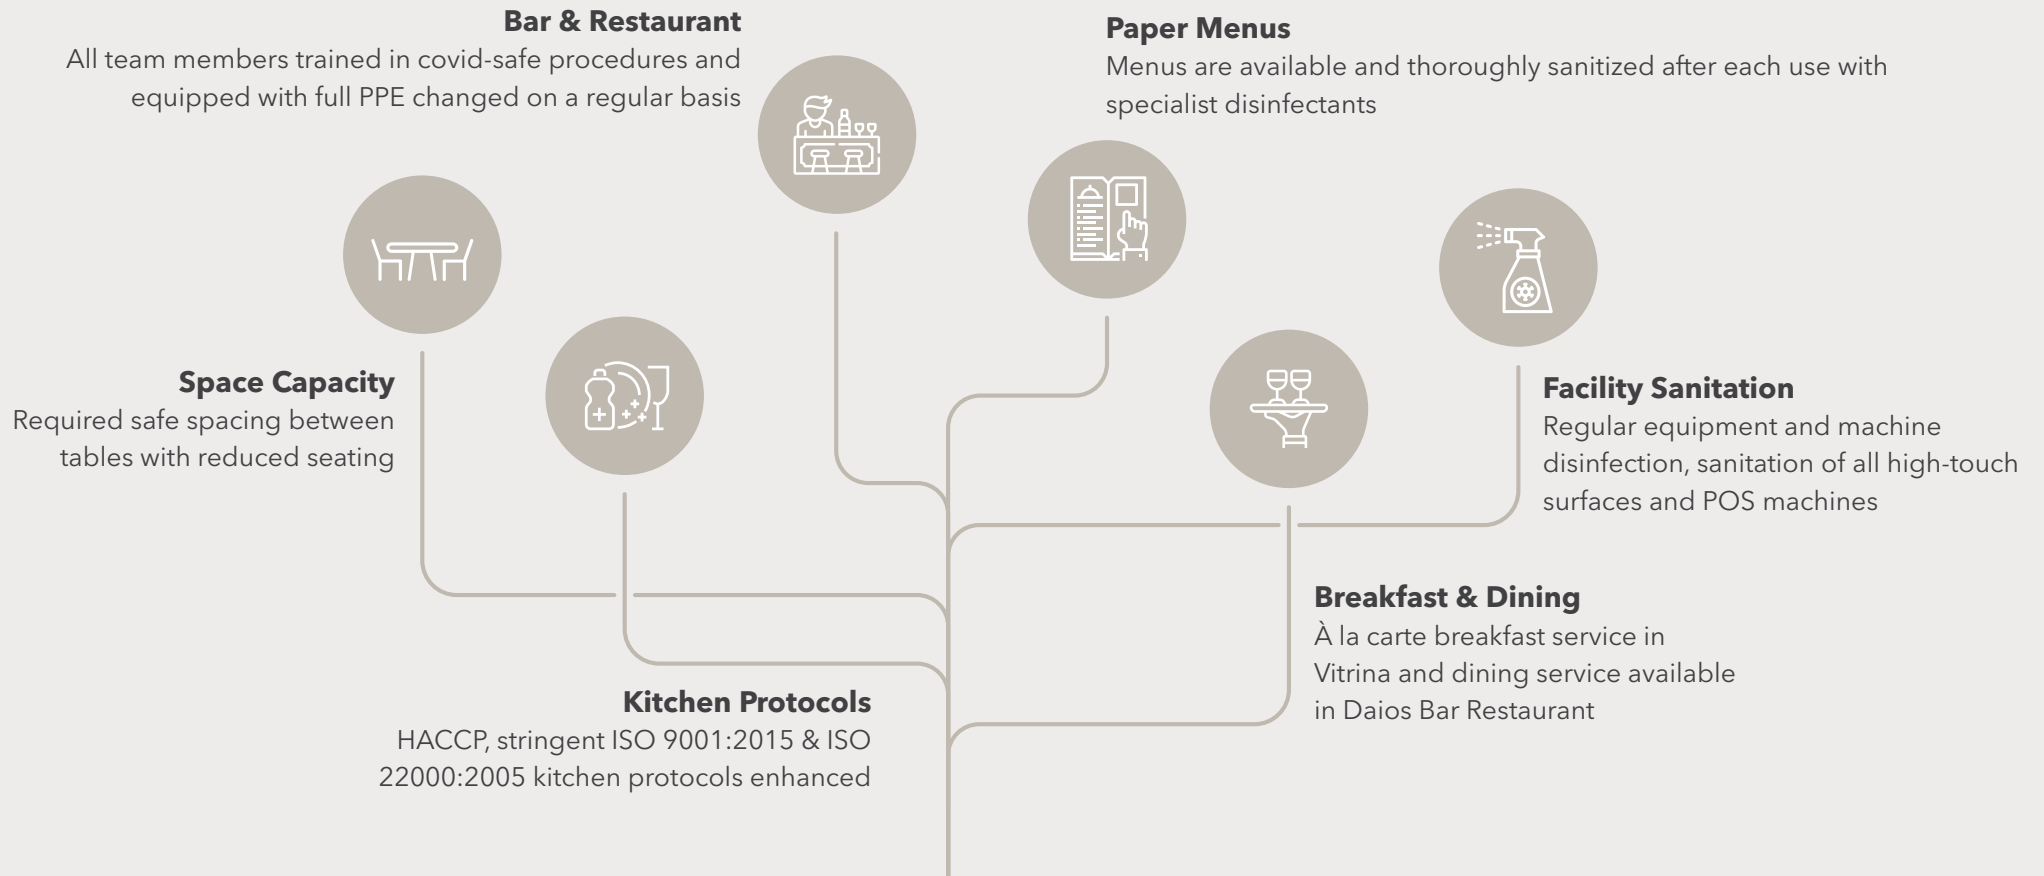 Bar & Restaurant
All team members trained in covid-safe procedures and
equipped with full PPE changed on a regular basis
Paper Menus
Menus are available and thoroughly sanitized after each use with
specialist disinfectants
Space Capacity
Required safe spacing between
tables with reduced seating
Facility Sanitation
Regular equipment and machine
disinfection, sanitation of all high-touch
surfaces and POS machines
Breakfast & Dining
À la carte breakfast service in
Vitrina and dining service available
in Daios Bar Restaurant
Kitchen Protocols
HACCP, stringent ISO 9001:2015 & ISO
22000:2005 kitchen protocols enhanced